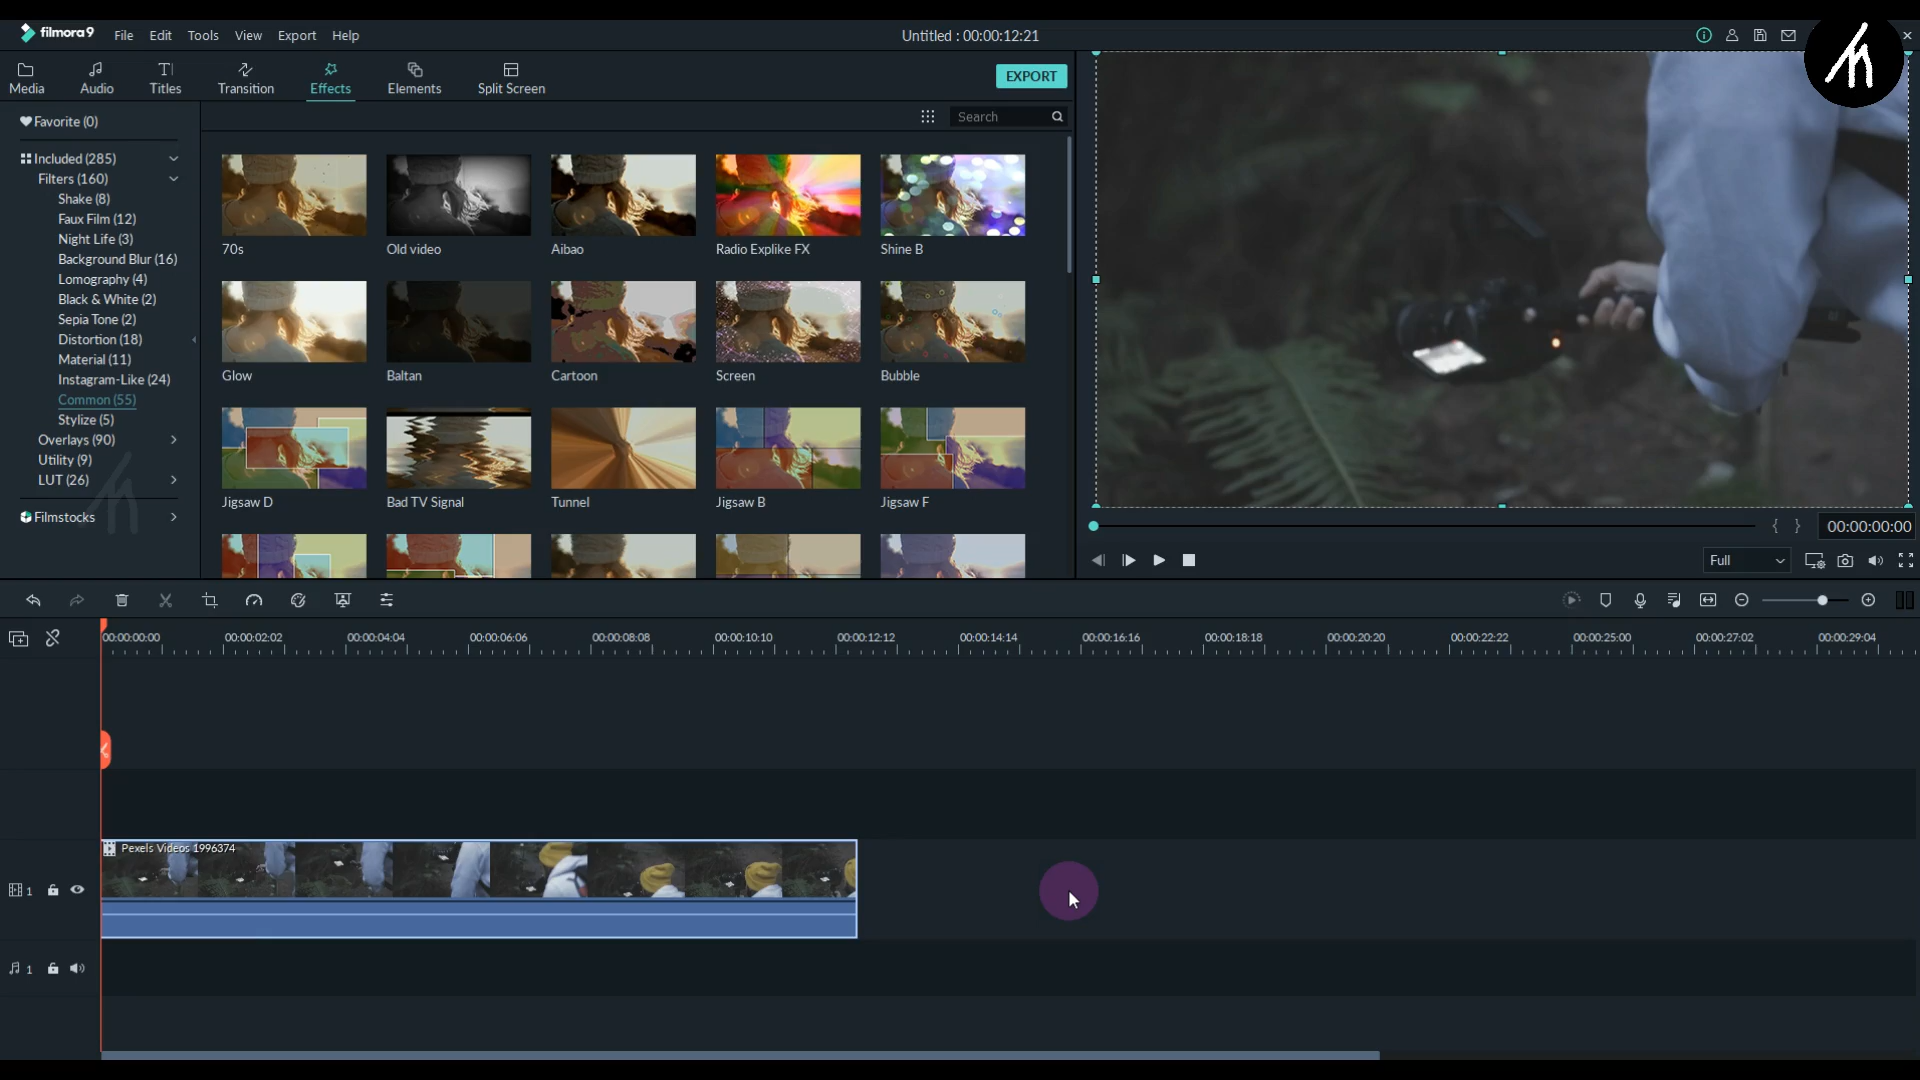 filmora9 File Edit Tools View Export Help Untitled : 00:00:12:21
Media Audio Titles Transition Effects Elements Split Screen EXPORT
Favorite (0) Search
Included (285)
Filters (160)
Shake (8)
Faux Film (12)
Night Life (3)
Background Blur (16)
Lomography (4)
Black & White (2)
Sepia Tone (2)
Distortion (18)
Material (11)
Instagram-Like (24)
Common (55)
Stylize (5)
Overlays (90)
Utility (9)
LUT (26)
Filmstocks
70s Old video Aibao Radio Explike FX Shine B
Glow Baltan Cartoon Screen Bubble
Jigsaw D Bad TV Signal Tunnel Jigsaw B Jigsaw F
{ } 00:00:00:00
Full
00:00:00:00 00:00:02:02 00:00:04:04 00:00:06:06 00:00:08:08 00:00:10:10 00:00:12:12 00:00:14:14 00:00:16:16 00:00:18:18 00:00:20:20 00:00:22:22 00:00:25:00 00:00:27:02 00:00:29:04
Pexels Videos 1996374
1
1